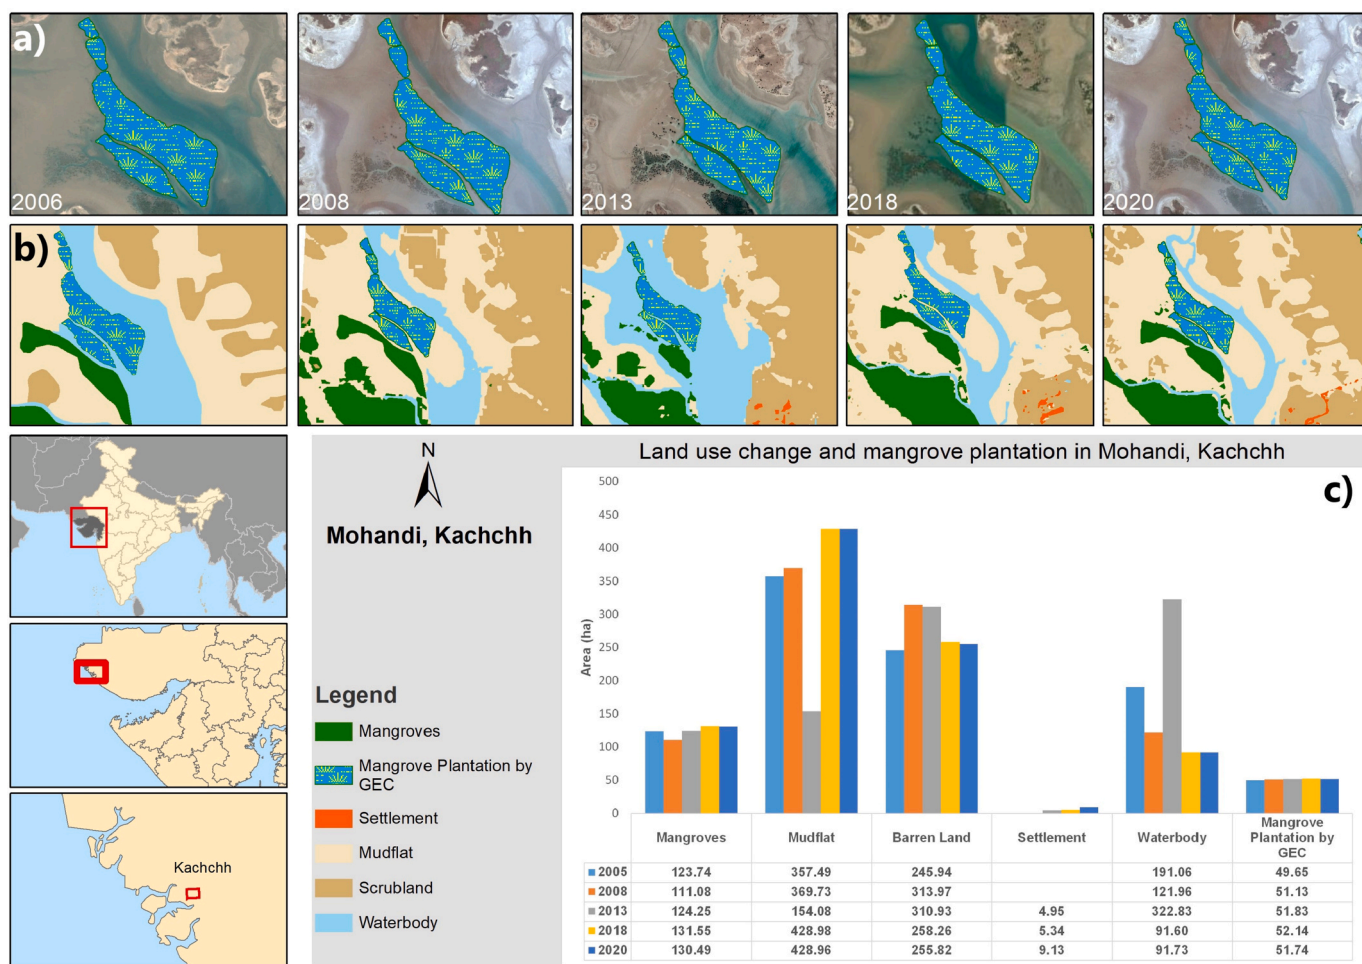 a)
2006
2008
2013
2018
2020
b)
N
Mohandi, Kachchh
Legend
Mangroves
Mangrove Plantation by
GEC
Settlement
Mudflat
Scrubland
Waterbody
Kachchh
Land use change and mangrove plantation in Mohandi, Kachchh
c)
500
450
400
350
300
250
200
150
100
50
0
Area (ha)
Mangroves Mudflat Barren Land Settlement Waterbody Mangrove Plantation by GEC
2005 123.74 357.49 245.94 191.06 49.65
2008 111.08 369.73 313.97 121.96 51.13
2013 124.25 154.08 310.93 4.95 322.83 51.83
2018 131.55 428.98 258.26 5.34 91.60 52.14
2020 130.49 428.96 255.82 9.13 91.73 51.74